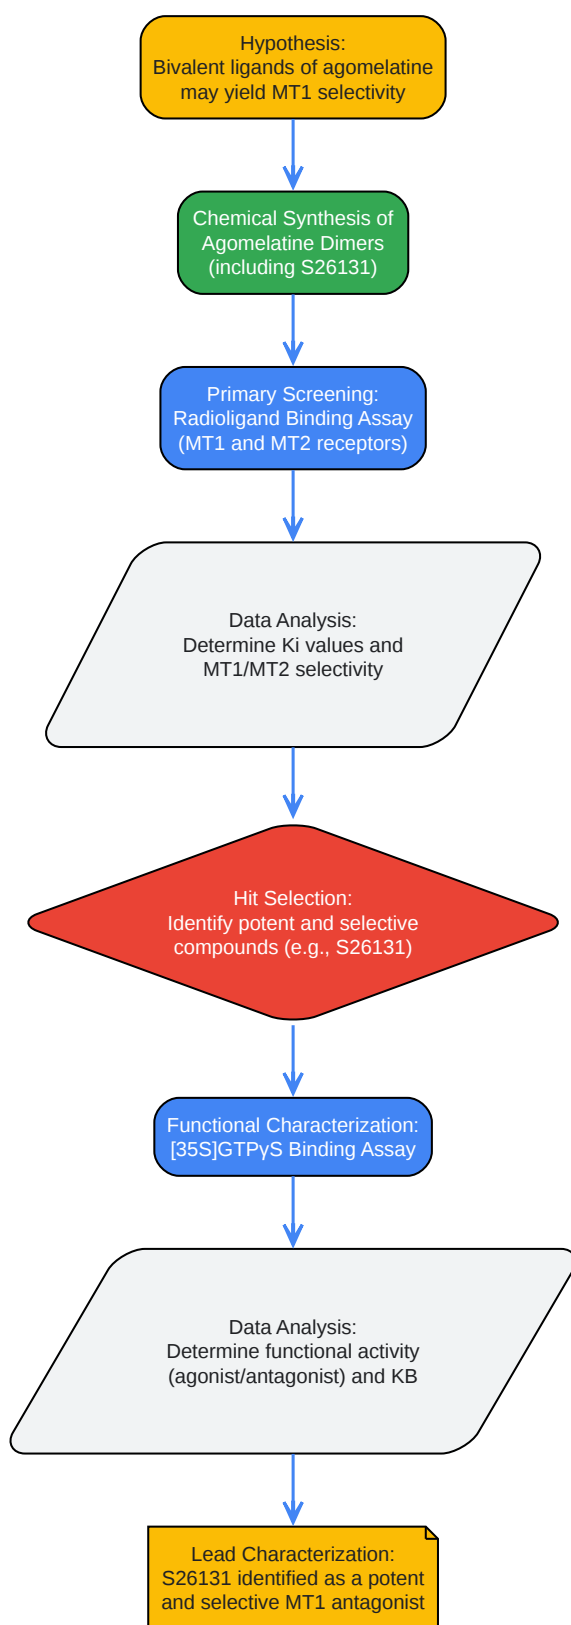 Hypothesis:
Bivalent ligands of agomelatine
may yield MT1 selectivity
Chemical Synthesis of
Agomelatine Dimers
(including S26131)
Primary Screening:
Radioligand Binding Assay
(MT1 and MT2 receptors)
Data Analysis:
Determine Ki values and
MT1/MT2 selectivity
Hit Selection:
Identify potent and selective
compounds (e.g., S26131)
Functional Characterization:
[35S]GTPγS Binding Assay
Data Analysis:
Determine functional activity
(agonist/antagonist) and KB
Lead Characterization:
S26131 identified as a potent
and selective MT1 antagonist